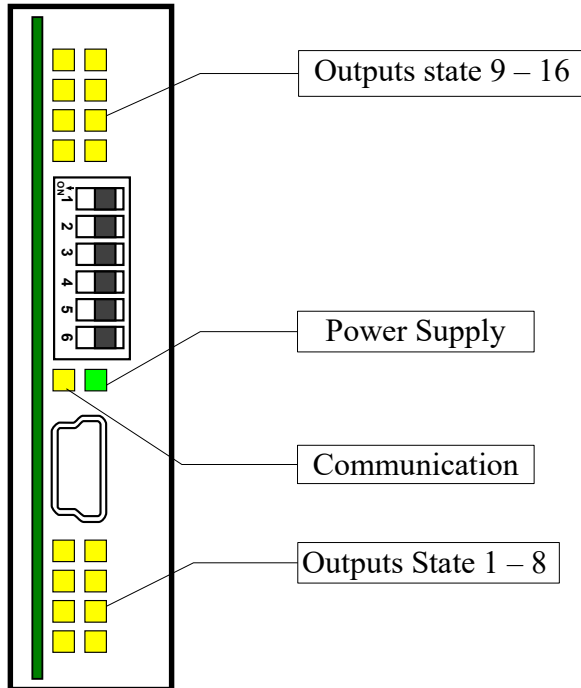 Outputs state 9 – 16
ON
1
2
3
4
5
6
Power Supply
Communication
Outputs State 1 – 8